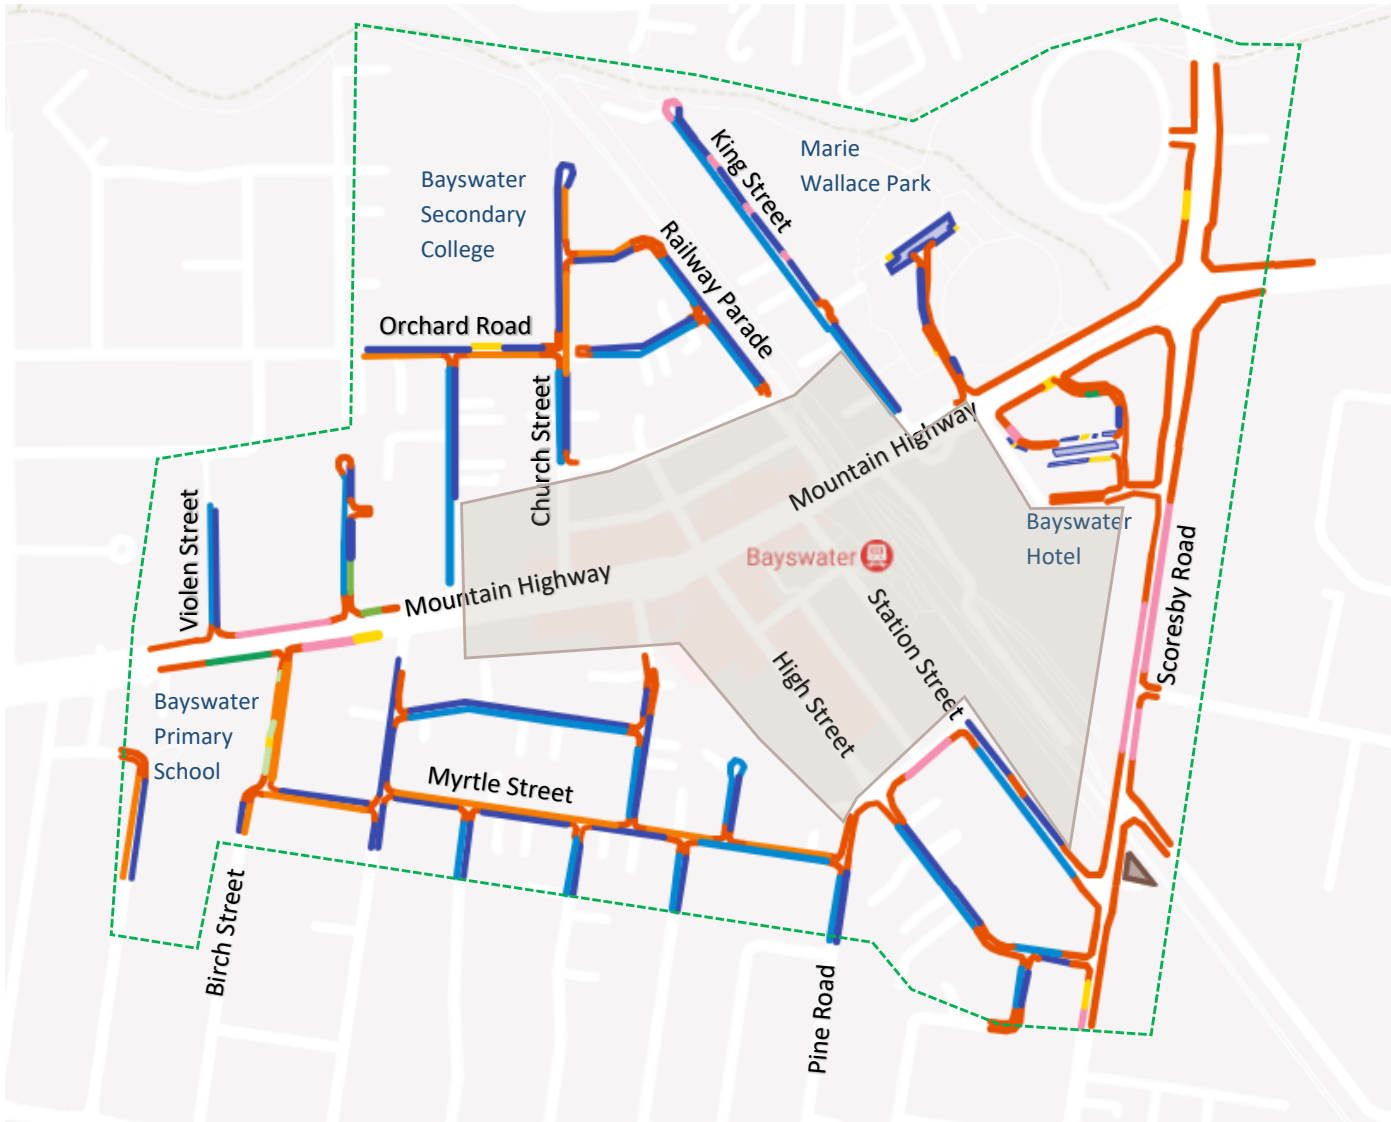 King Street
Marie
Wallace Park
Bayswater
Secondary
College
Railway Parade
Orchard Road
Church Street
Mountain Highway
Violen Street
Bayswater
Hotel
Bayswater
Mountain Highway
Scoresby Road
Station Street
High Street
Bayswater
Primary
School
Myrtle Street
Birch Street
Pine Road